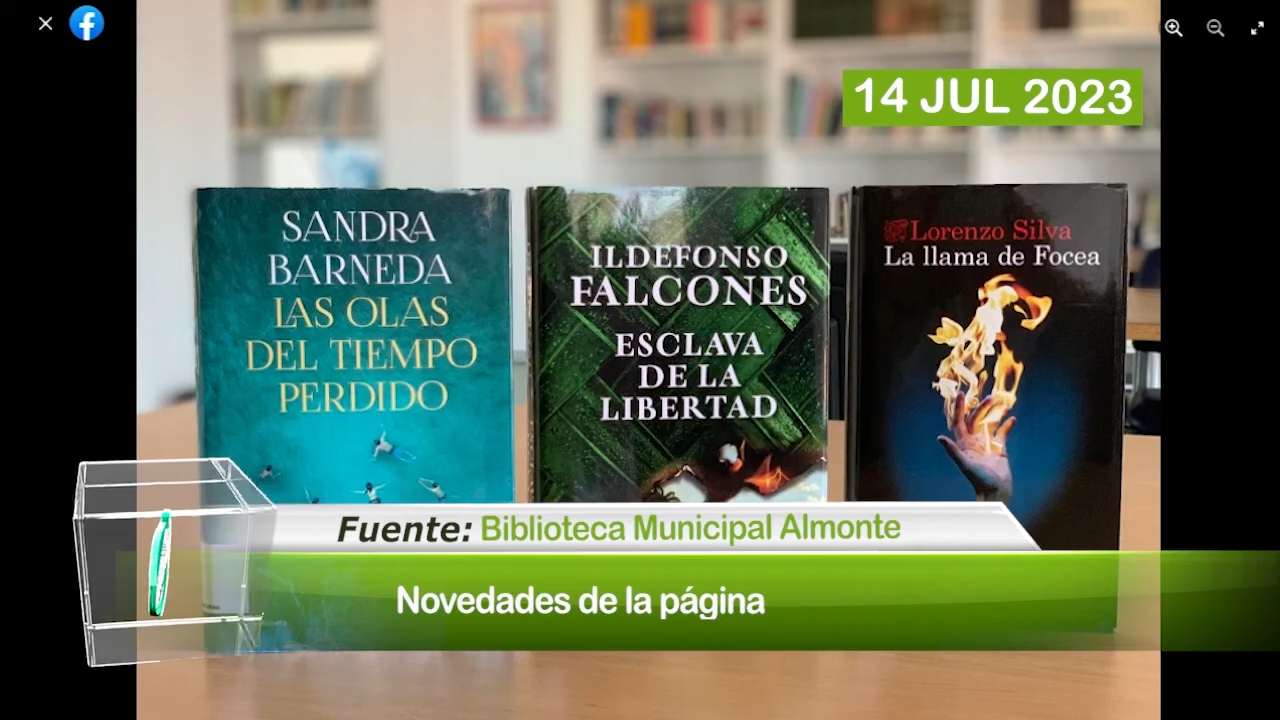 14 JUL 2023
SANDRA
BARNEDA
LAS OLAS
DEL TIEMPO
PERDIDO
ILDEFONSO
FALCONES
ESCLAVA
DE LA
LIBERTAD
Lorenzo Silva
La llama de Focea
Fuente: Biblioteca Municipal Almonte
Novedades de la página